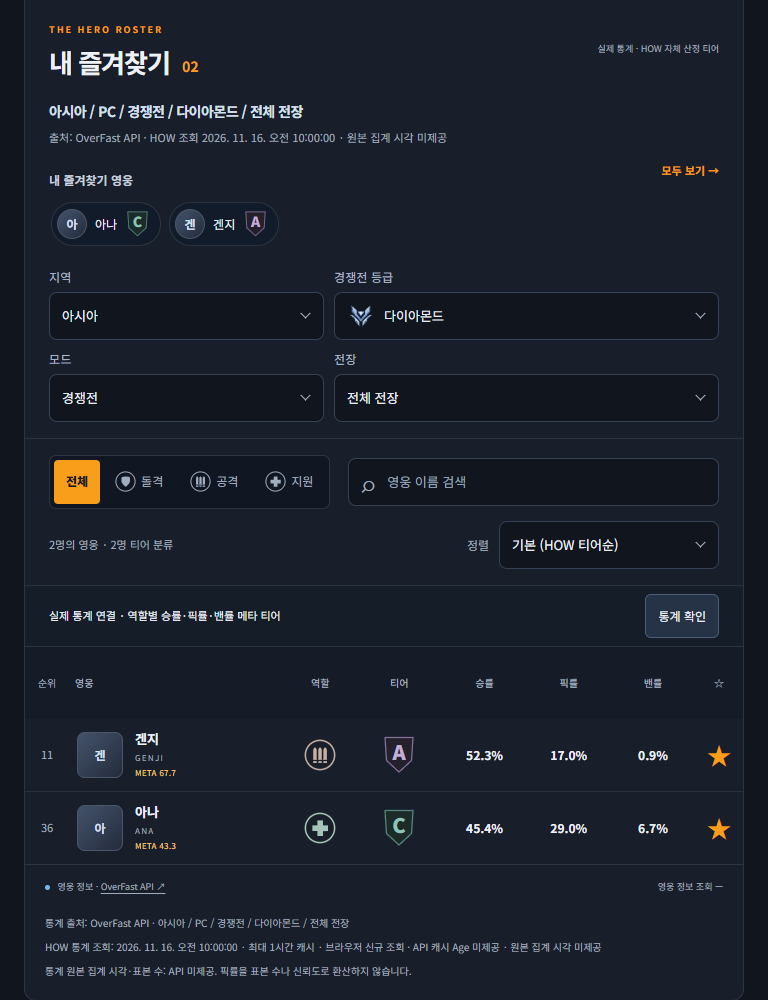 THE HERO ROSTER
내 즐겨찾기 02
실제 통계 · HOW 자체 산정 티어
아시아 / PC / 경쟁전 / 다이아몬드 / 전체 전장
출처: OverFast API · HOW 조회 2026. 11. 16. 오전 10:00:00 · 원본 집계 시각 미제공
내 즐겨찾기 영웅
모두 보기 →
아 아나 C
겐 겐지 A
지역
경쟁전 등급
아시아
다이아몬드
모드
전장
경쟁전
전체 전장
전체 돌격 공격 지원
영웅 이름 검색
2명의 영웅 · 2명 티어 분류
정렬 기본 (HOW 티어순)
실제 통계 연결 · 역할별 승률·픽률·밴률 메타 티어
통계 확인
순위 영웅 역할 티어 승률 픽률 밴률 ☆
11 겐 겐지 A 52.3% 17.0% 0.9% ★
GENJI
META 67.7
36 아 아나 C 45.4% 29.0% 6.7% ★
ANA
META 43.3
영웅 정보 · OverFast API ↗
영웅 정보 조회 —
통계 출처: OverFast API · 아시아 / PC / 경쟁전 / 다이아몬드 / 전체 전장
HOW 통계 조회: 2026. 11. 16. 오전 10:00:00 · 최대 1시간 캐시 · 브라우저 신규 조회 · API 캐시 Age 미제공 · 원본 집계 시각 미제공
통계 원본 집계 시각·표본 수: API 미제공. 픽률을 표본 수나 신뢰도로 환산하지 않습니다.